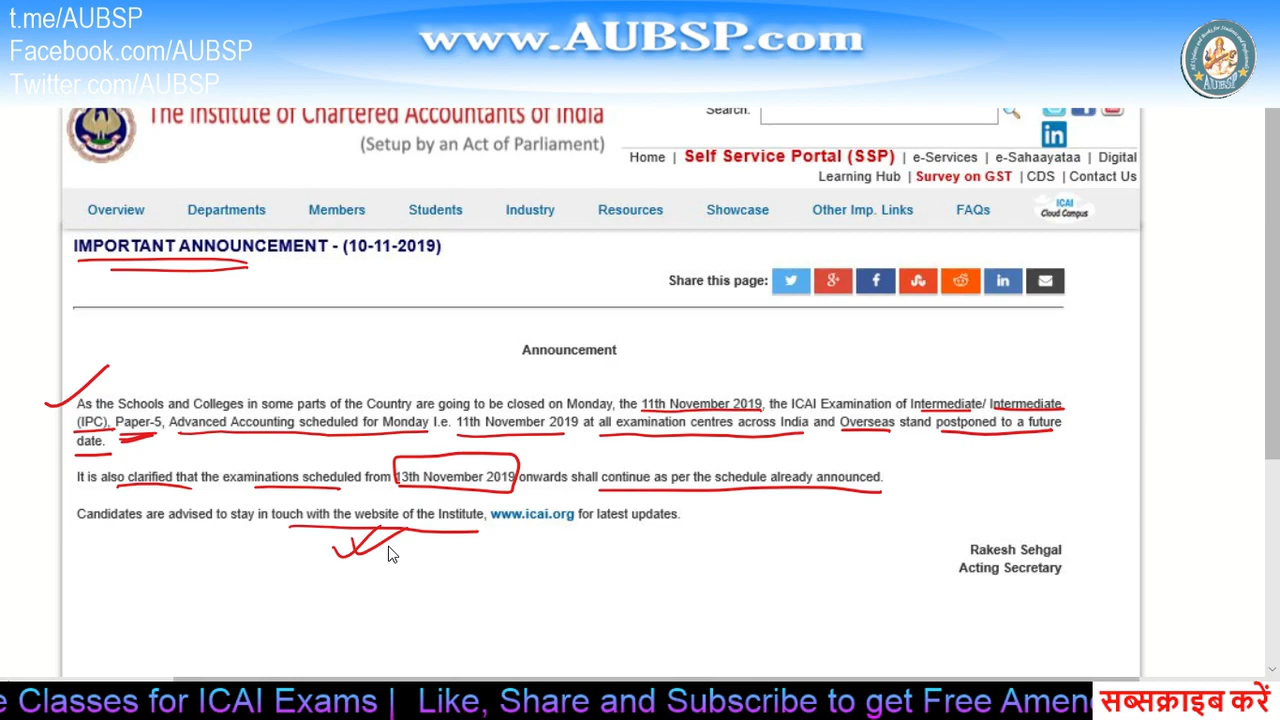 t.me/AUBSP
Facebook.com/AUBSP
Twitter.com/AUBSP
www.AUBSP.com
AUBSP
The Institute of Chartered Accountants of India
(Setup by an Act of Parliament)
Search:
Home | Self Service Portal (SSP) | e-Services | e-Sahaayataa | Digital
Learning Hub | Survey on GST | CDS | Contact Us
Overview Departments Members Students Industry Resources Showcase Other Imp. Links FAQs ICAI Cloud Campus
IMPORTANT ANNOUNCEMENT - (10-11-2019)
Share this page:
Announcement
As the Schools and Colleges in some parts of the Country are going to be closed on Monday, the 11th November 2019, the ICAI Examination of Intermediate/ Intermediate
(IPC), Paper-5, Advanced Accounting scheduled for Monday I.e. 11th November 2019 at all examination centres across India and Overseas stand postponed to a future
date.
It is also clarified that the examinations scheduled from 13th November 2019 onwards shall continue as per the schedule already announced.
Candidates are advised to stay in touch with the website of the Institute, www.icai.org for latest updates.
Rakesh Sehgal
Acting Secretary
e Classes for ICAI Exams | Like, Share and Subscribe to get Free Amen
सब्सक्राइब करें